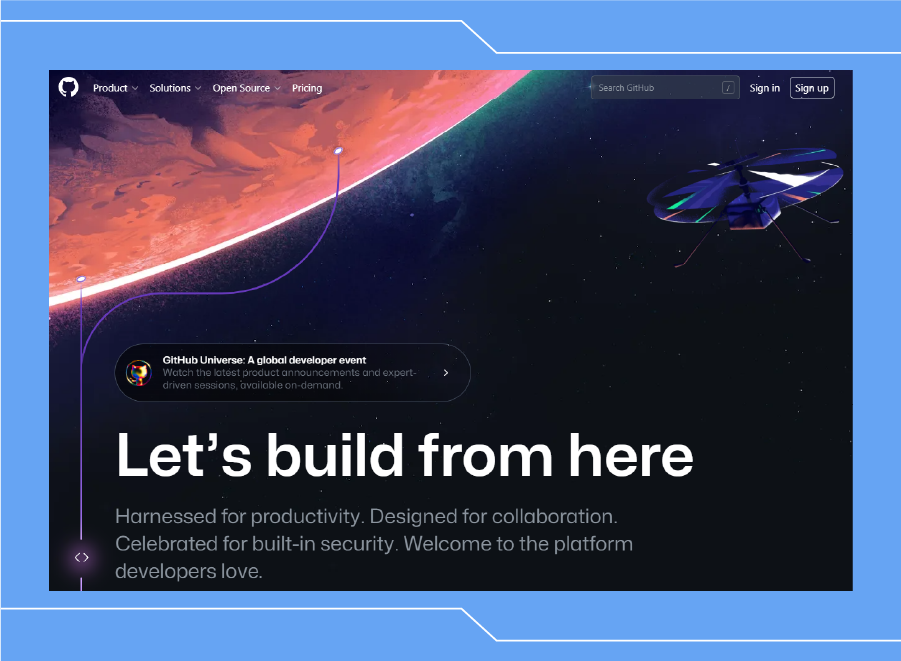 Product Solutions Open Source Pricing Search GitHub / Sign in Sign up
GitHub Universe: A global developer event
Watch the latest product announcements and expert-
driven sessions, available on-demand.
Let’s build from here
Harnessed for productivity. Designed for collaboration.
Celebrated for built-in security. Welcome to the platform
developers love.